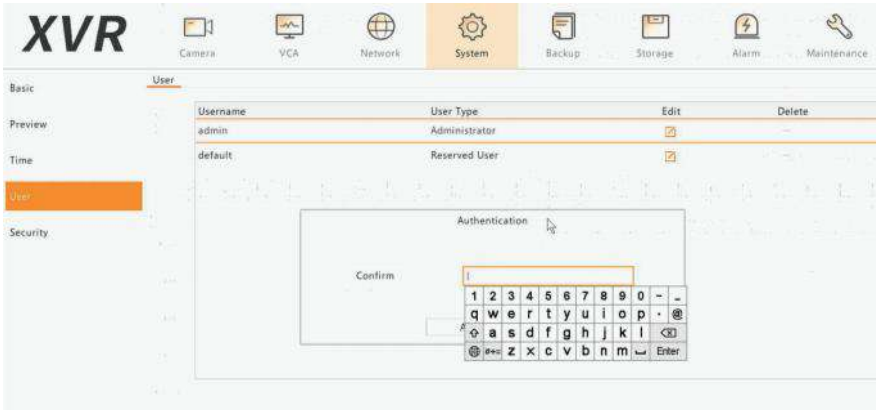 XVR
Camera VCA Network System Backup Storage Alarm Maintenance
Basic
Preview
Time
User
Security
User
Username User Type Edit Delete
admin Administrator
default Reserved User
Authentication
Confirm
1 2 3 4 5 6 7 8 9 0 - _
q w e r t y u i o p . @
a s d f g h j k l
z x c v b n m Enter